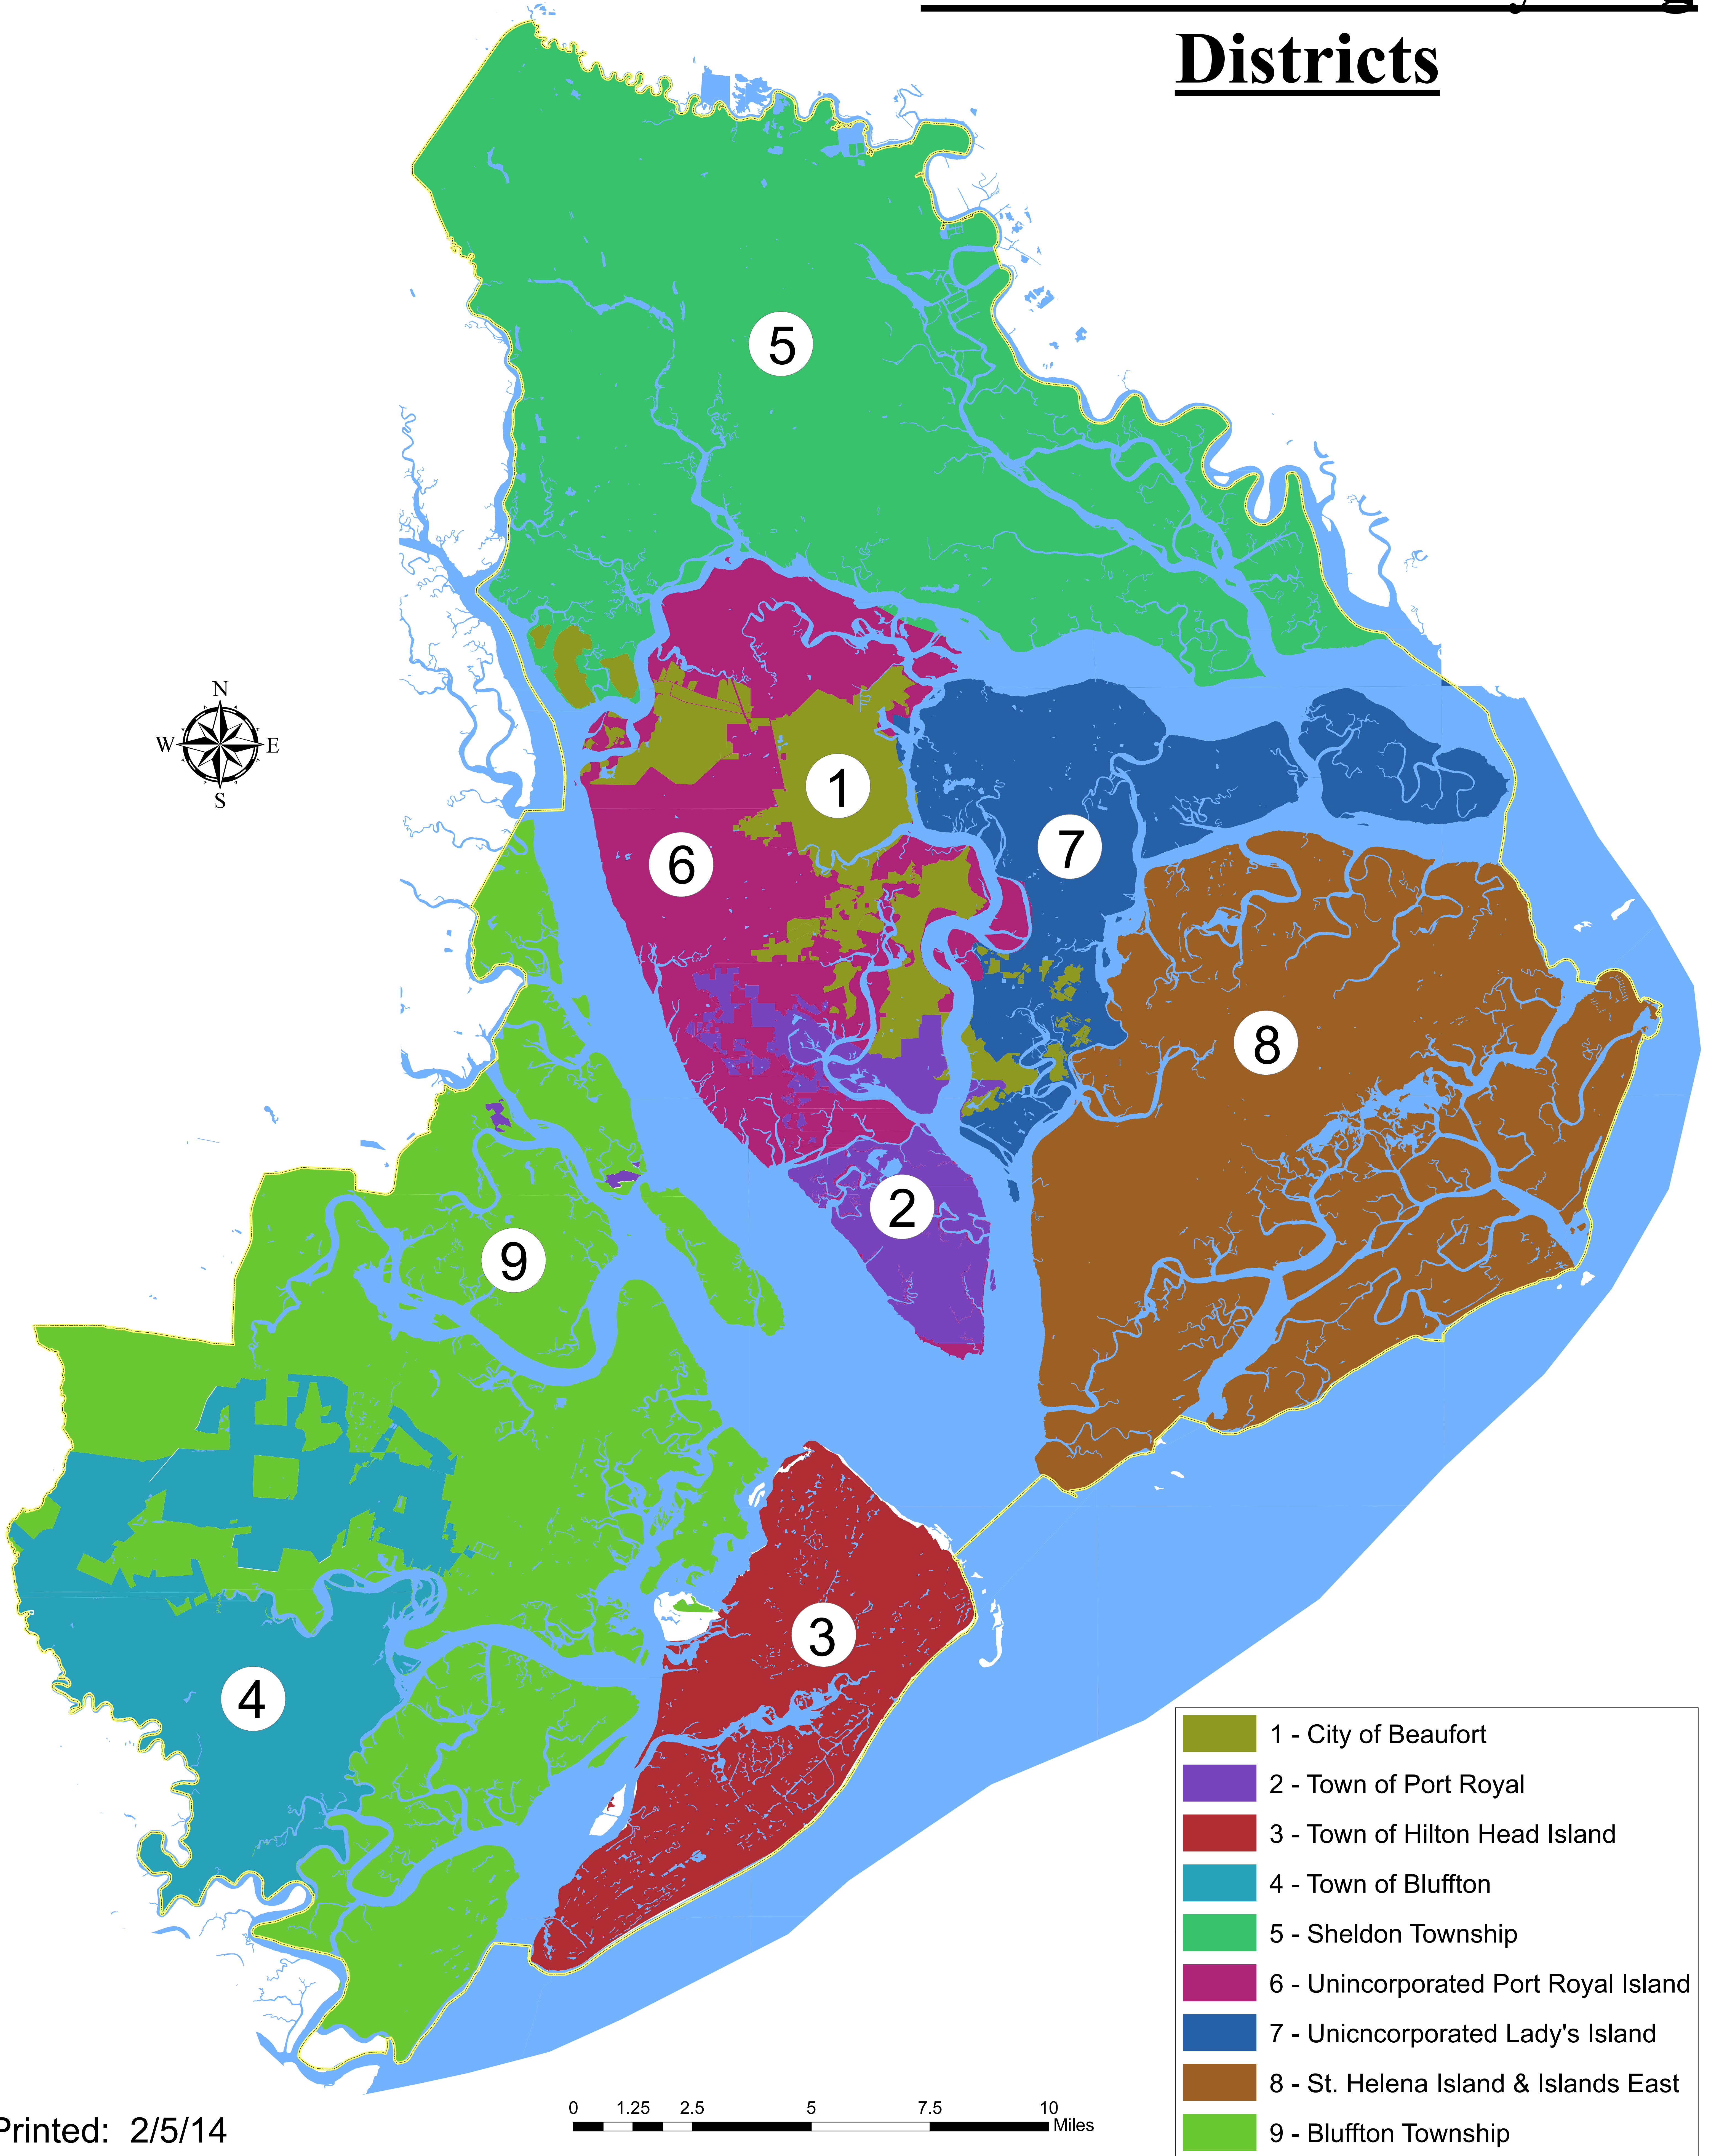 Districts
5
N
W E
S
1
7
6
8
2
9
3
4
1 - City of Beaufort
2 - Town of Port Royal
3 - Town of Hilton Head Island
4 - Town of Bluffton
5 - Sheldon Township
6 - Unincorporated Port Royal Island
7 - Unicncorporated Lady's Island
8 - St. Helena Island & Islands East
9 - Bluffton Township
0 1.25 2.5 5 7.5 10
Miles
Printed: 2/5/14